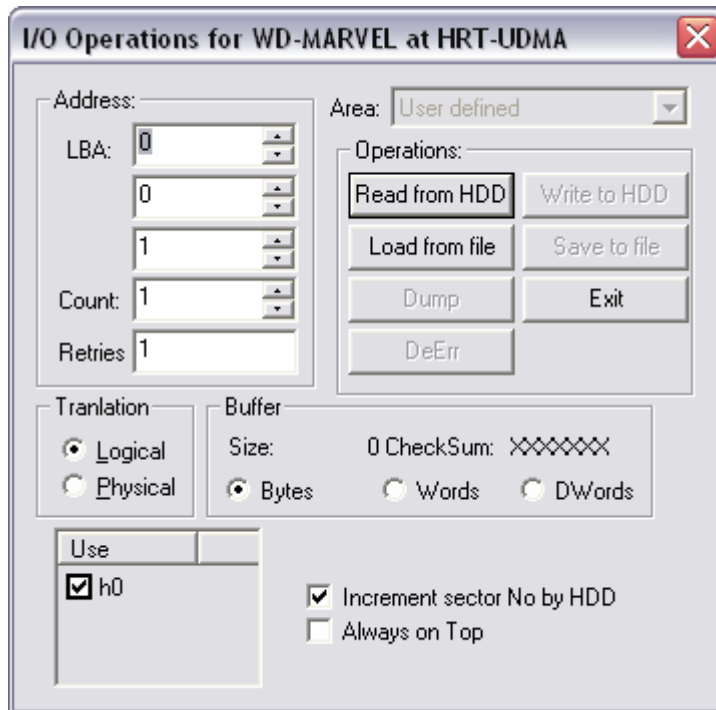 I/O Operations for WD-MARVEL at HRT-UDMA
Address:
Area: User defined
LBA: 0
0
1
Count: 1
Retries 1
Operations:
Read from HDD Write to HDD
Load from file Save to file
Dump Exit
DeErr
Tranlation
Logical
Physical
Buffer
Size: 0 CheckSum: XXXXXXXX
Bytes Words DWords
Use
h0
Increment sector No by HDD
Always on Top